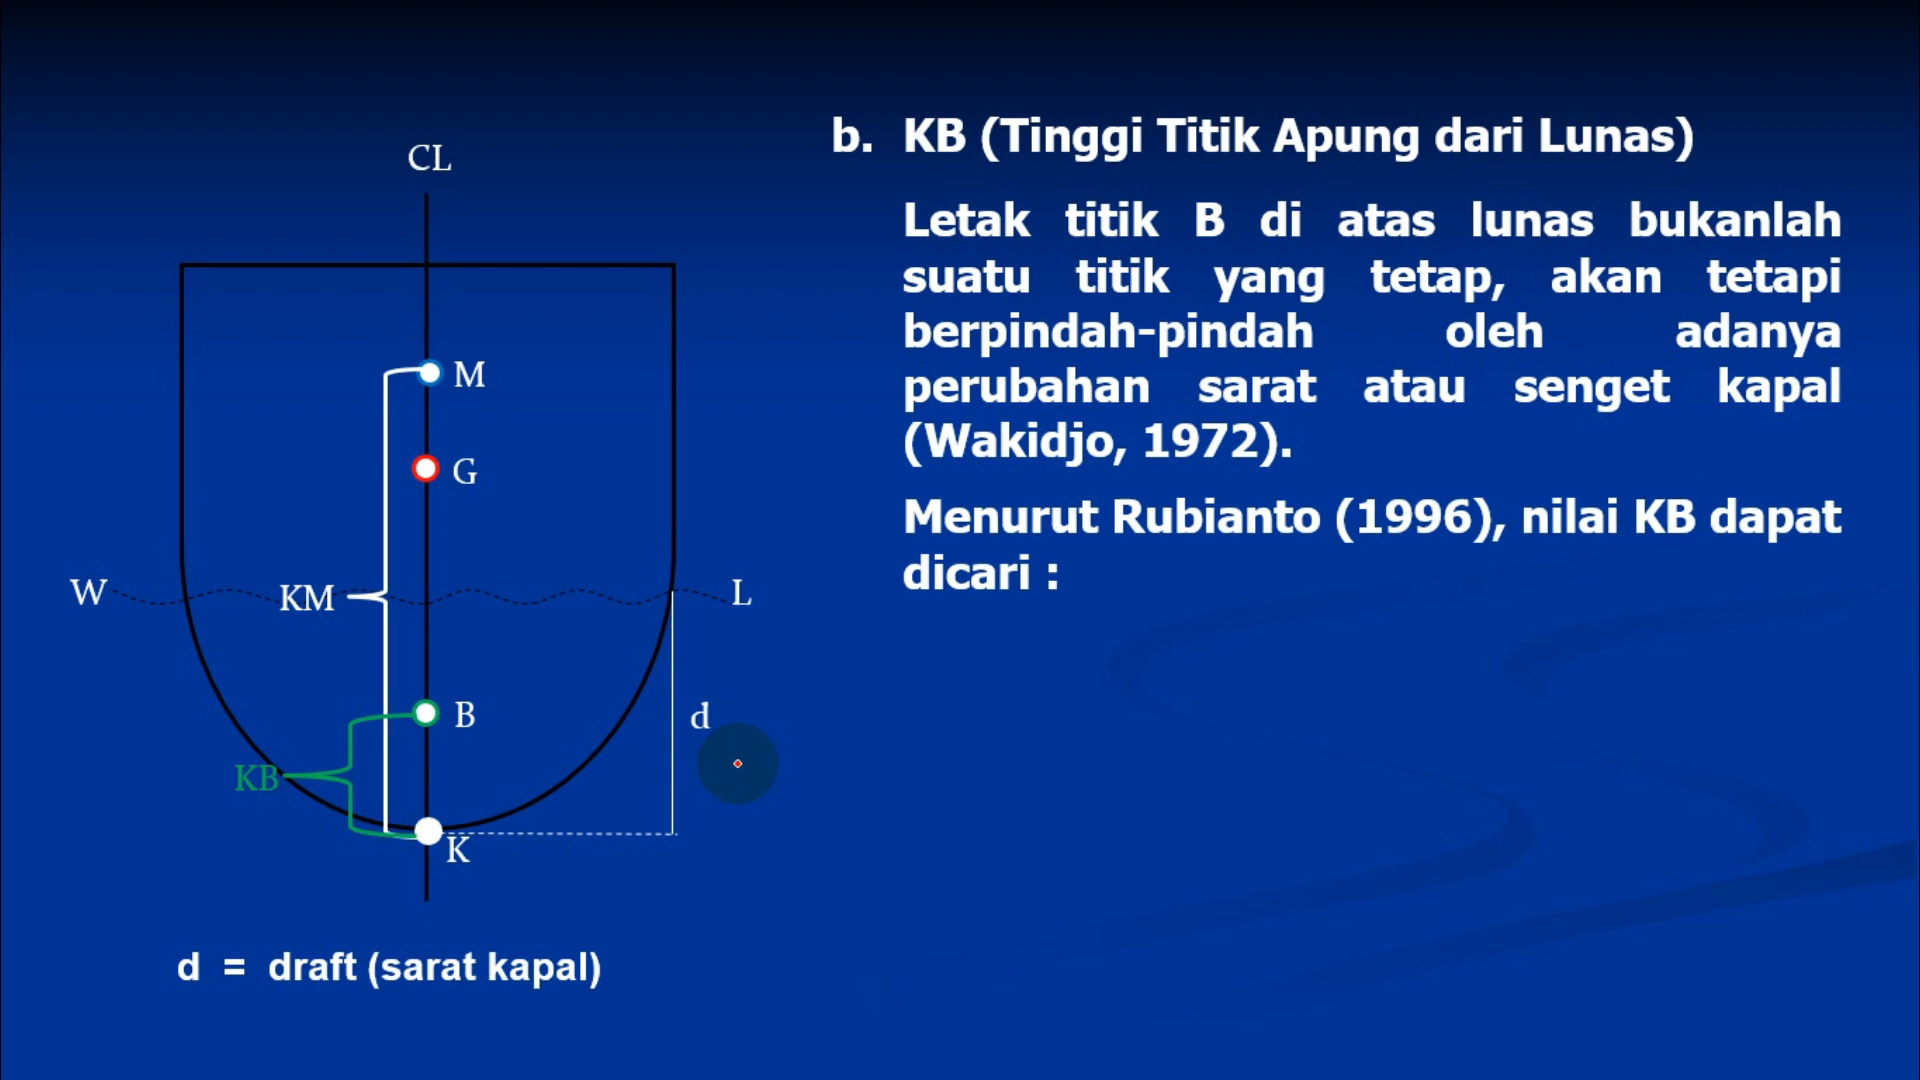 CL
M
G
W
KM
L
B
d
KB
K
d = draft (sarat kapal)
b. KB (Tinggi Titik Apung dari Lunas)
Letak titik B di atas lunas bukanlah
suatu titik yang tetap, akan tetapi
berpindah-pindah oleh adanya
perubahan sarat atau senget kapal
(Wakidjo, 1972).
Menurut Rubianto (1996), nilai KB dapat
dicari :